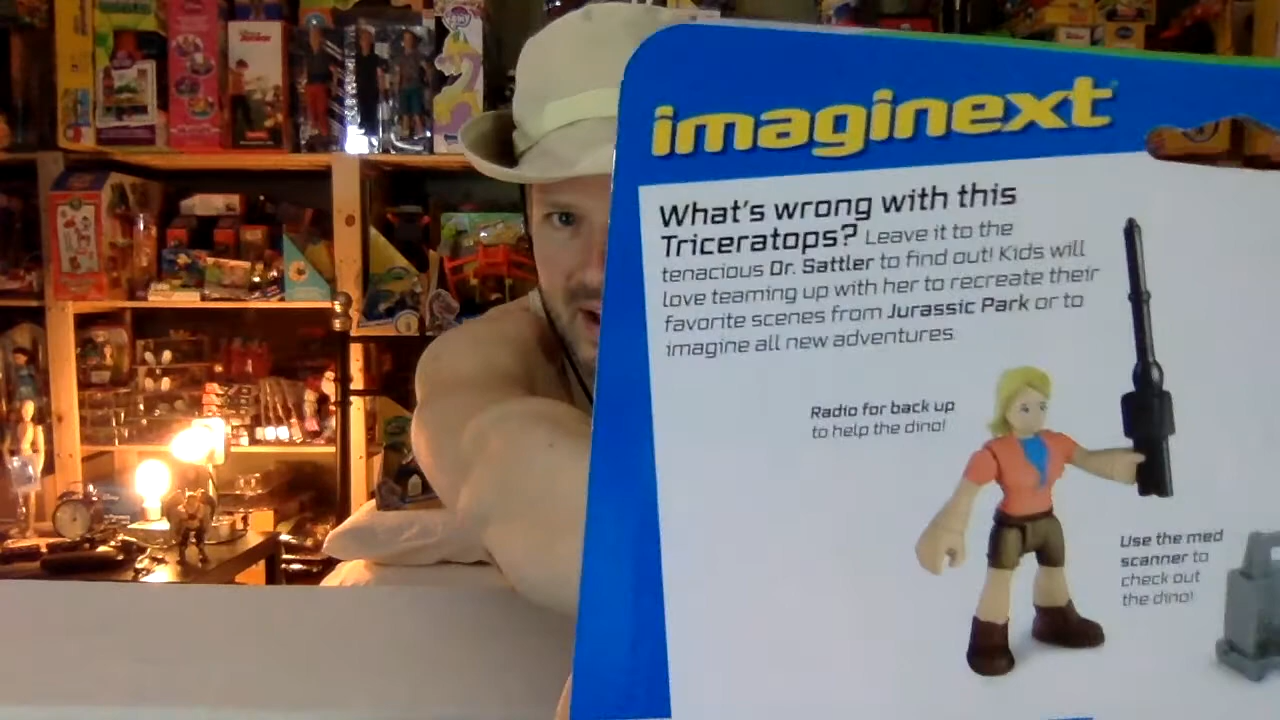 imaginext
What's wrong with this
Triceratops? Leave it to the
tenacious Dr. Sattler to find out! Kids will
love teaming up with her to recreate their
favorite scenes from Jurassic Park or to
imagine all new adventures.
Radio for back up
to help the dino!
Use the med
scanner to
check out
the dino!